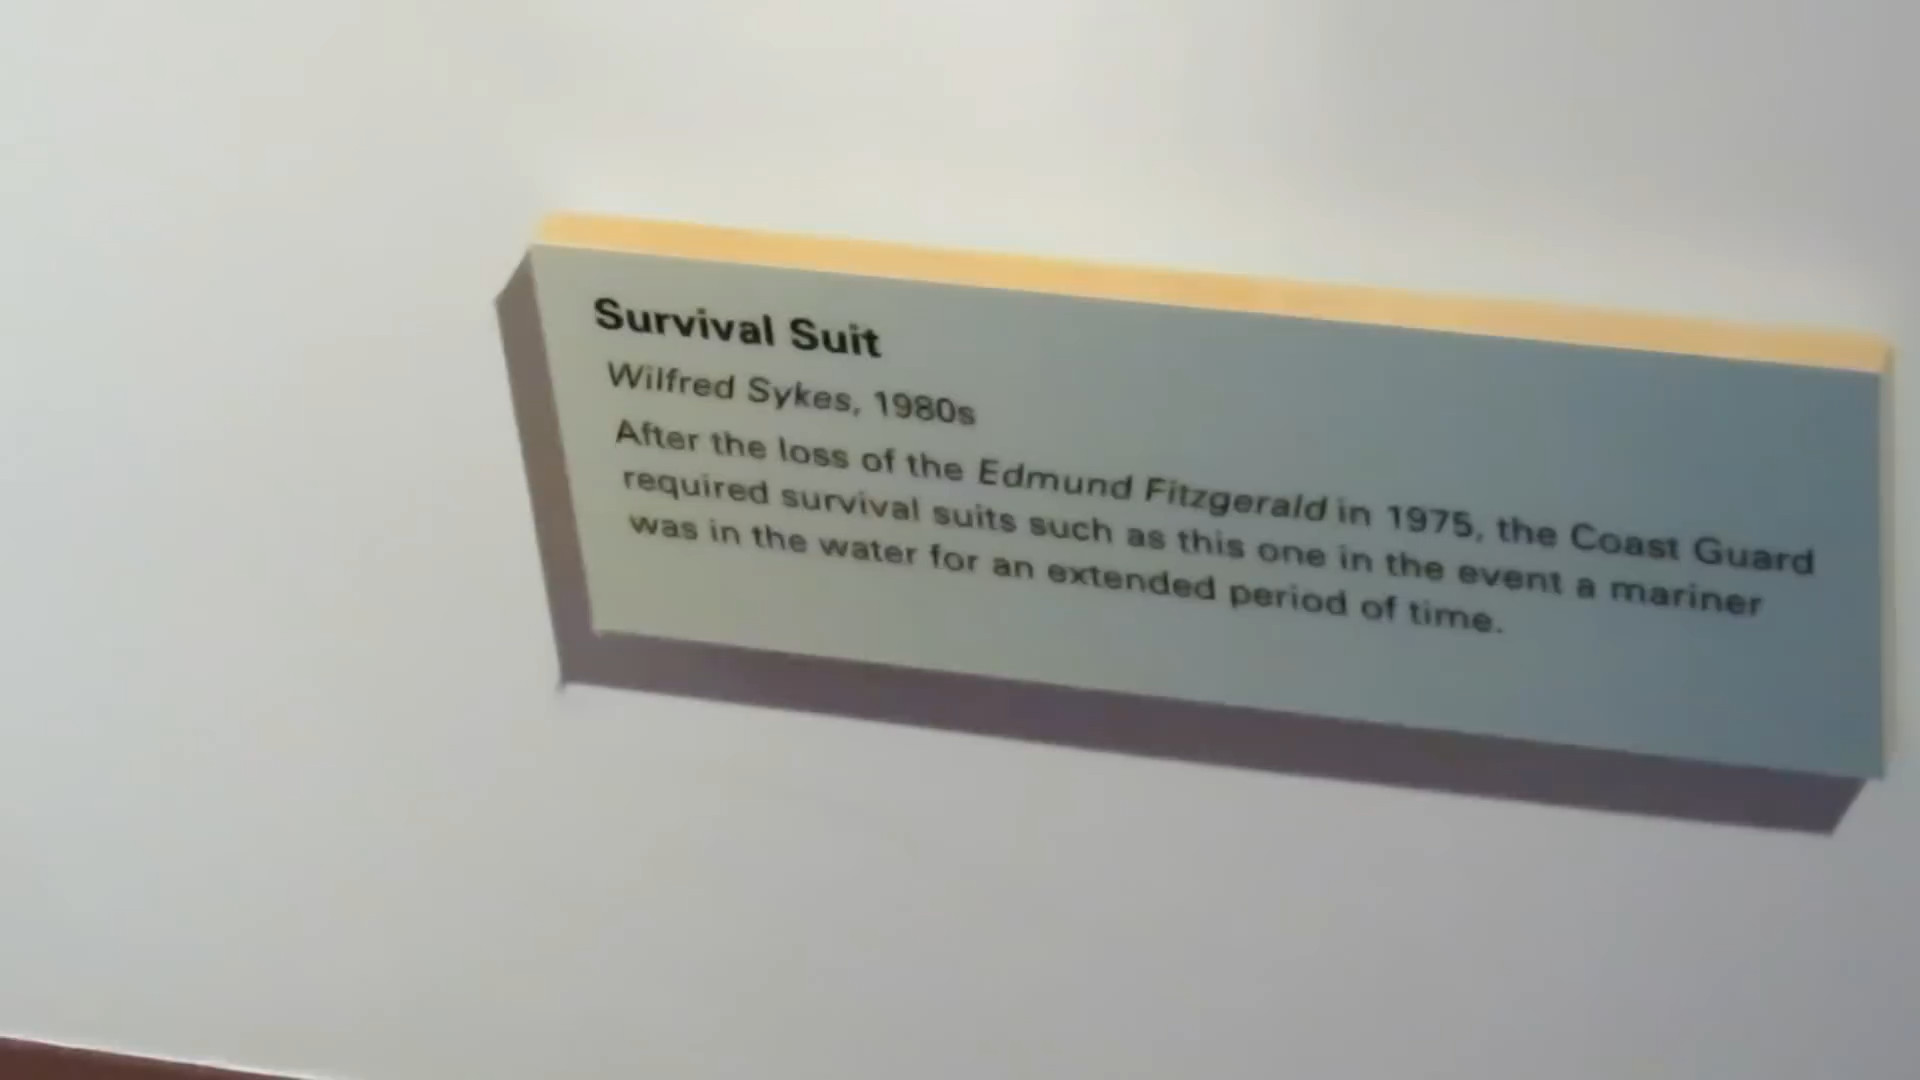 Survival Suit
Wilfred Sykes, 1980s
After the loss of the Edmund Fitzgerald in 1975, the Coast Guard
required survival suits such as this one in the event a mariner
was in the water for an extended period of time.